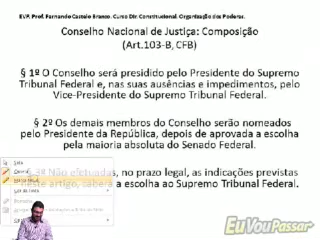 EVP. Prof. Fernando Castelo Branco. Curso Dir. Constitucional. Organização dos Poderes.
Conselho Nacional de Justiça: Composição
(Art.103-B, CFB)
§ 1º O Conselho será presidido pelo Presidente do Supremo
Tribunal Federal e, nas suas ausências e impedimentos, pelo
Vice-Presidente do Supremo Tribunal Federal.
§ 2º Os demais membros do Conselho serão nomeados
pelo Presidente da República, depois de aprovada a escolha
pela maioria absoluta do Senado Federal.
§ 3º Não efetuadas, no prazo legal, as indicações previstas
neste artigo, caberá a escolha ao Supremo Tribunal Federal.
EuVouPassar